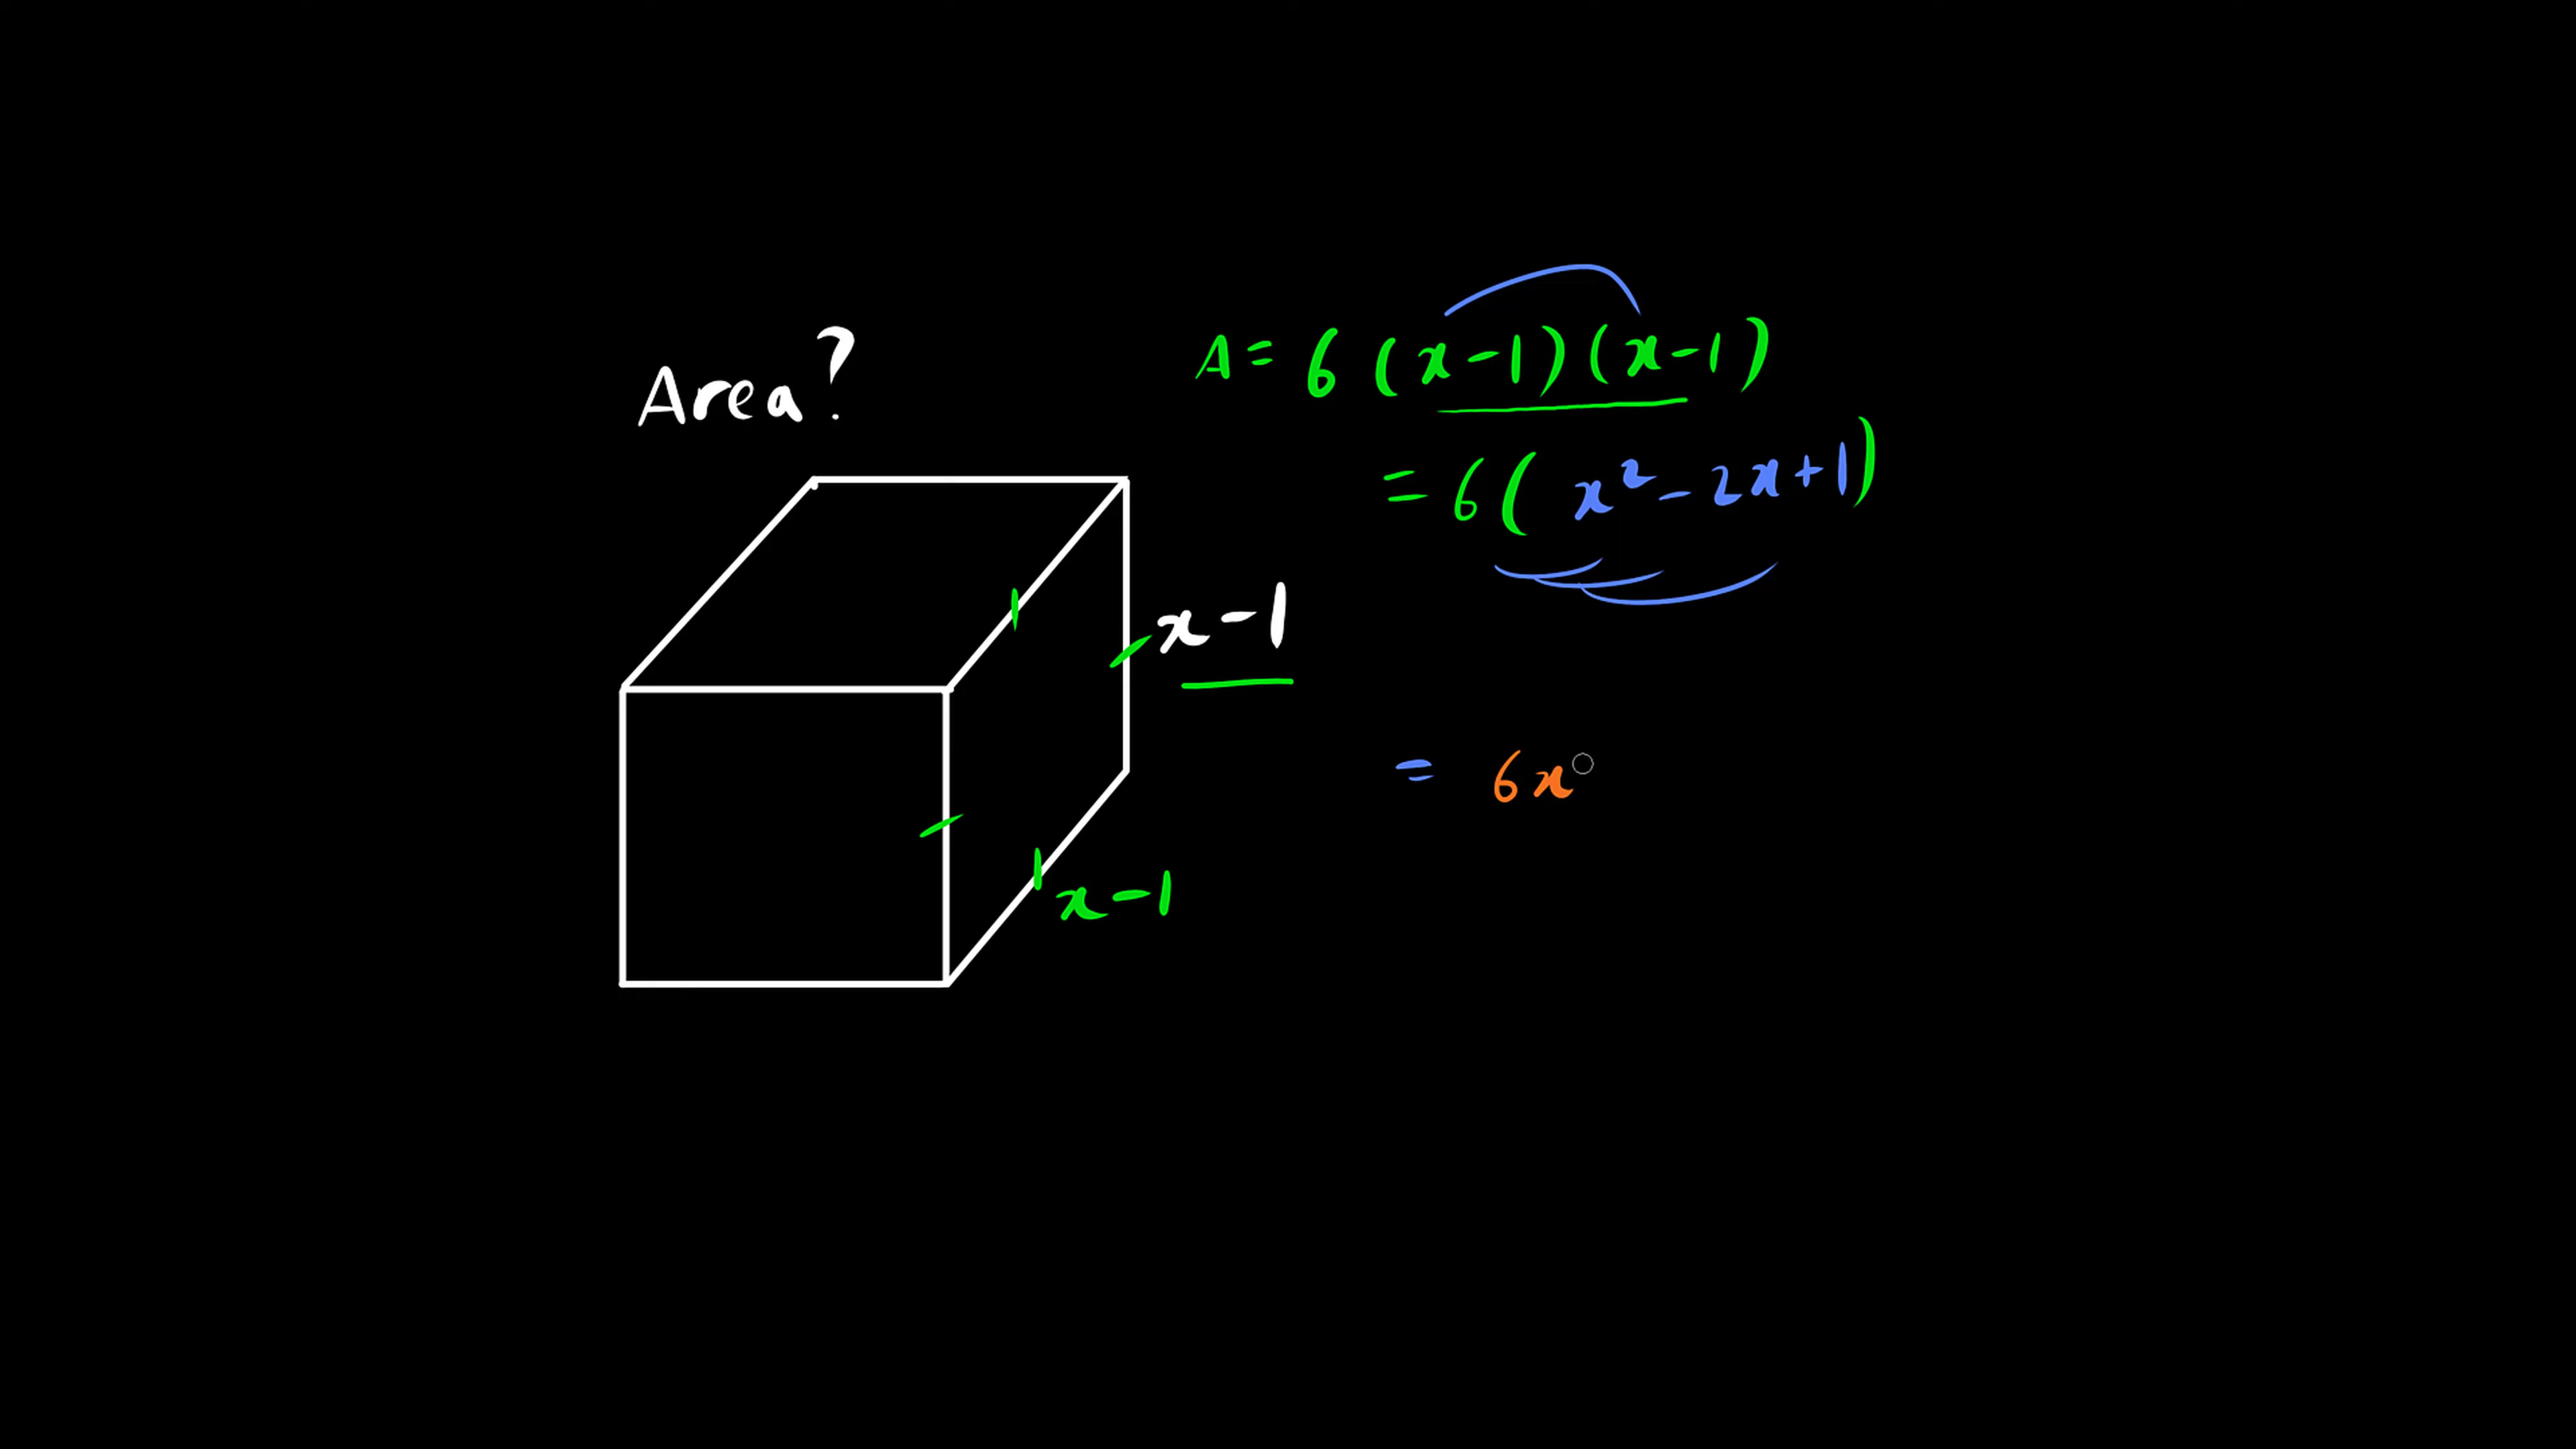 Area?
A = 6 (x-1) (x-1)
= 6 ( x² - 2x + 1 )
x - 1
= 6x
x - 1